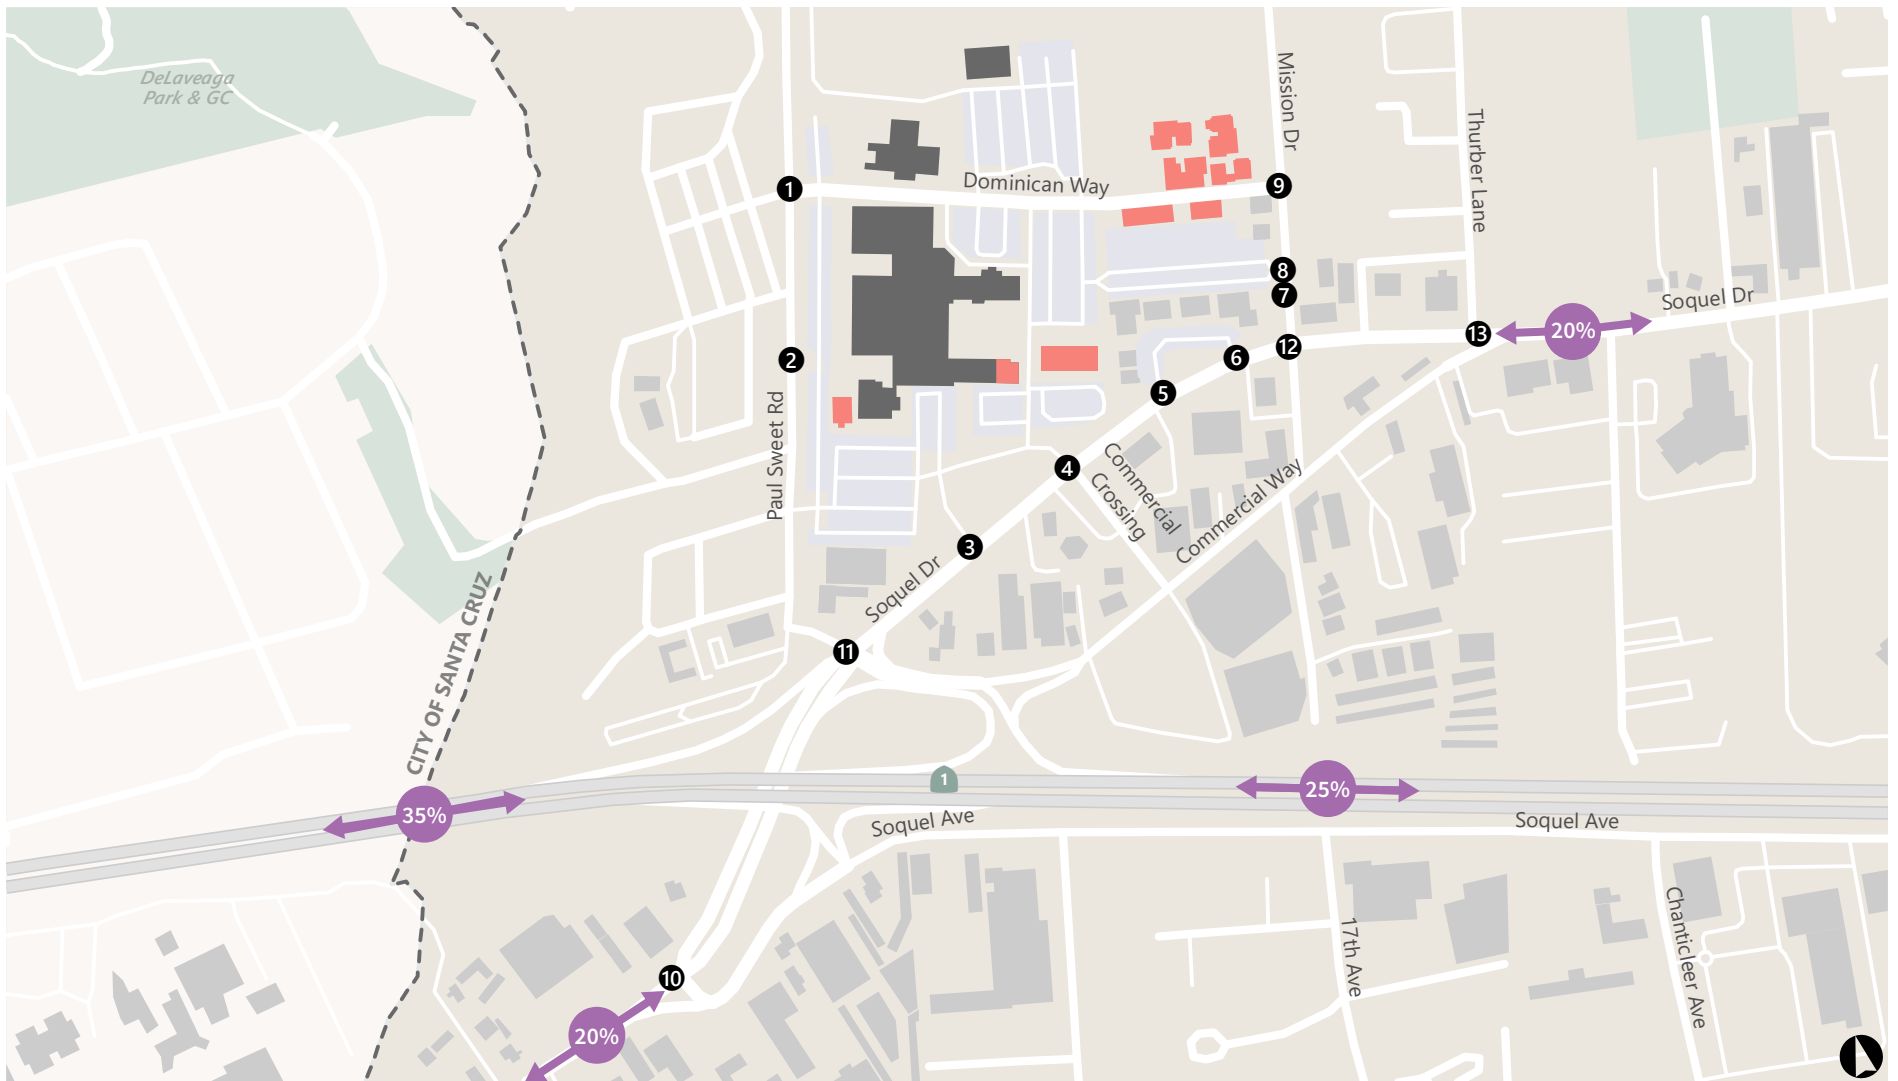 DeLaveaga
Park & GC
Mission Dr
Thurber Lane
1
Dominican Way
9
8
7
Soquel Dr
20%
13
12
6
2
5
Paul Sweet Rd
4
Commercial
Crossing
Commercial Way
3
Soquel Dr
CITY OF SANTA CRUZ
11
1
25%
35%
Soquel Ave
Soquel Ave
17th Ave
Chanticleer Ave
10
20%